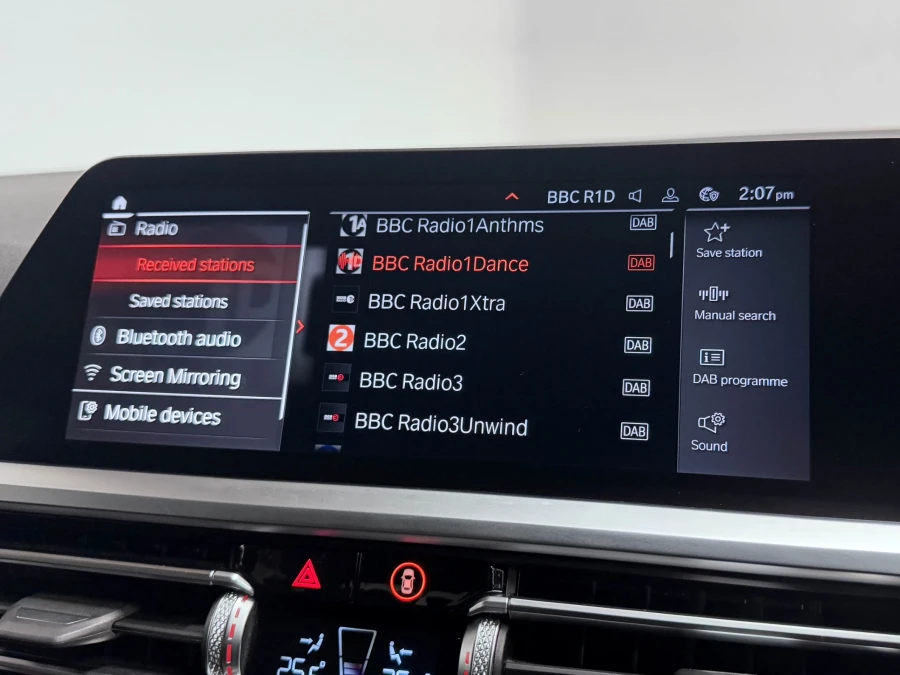 BBC R1D 2:07pm
Radio
Received stations
Saved stations
Bluetooth audio
Screen Mirroring
Mobile devices
1A BBC Radio1Anthms DAB
BBC Radio1Dance DAB
BBC Radio1Xtra DAB
2 BBC Radio2 DAB
BBC Radio3 DAB
BBC Radio3Unwind DAB
Save station
Manual search
DAB programme
Sound